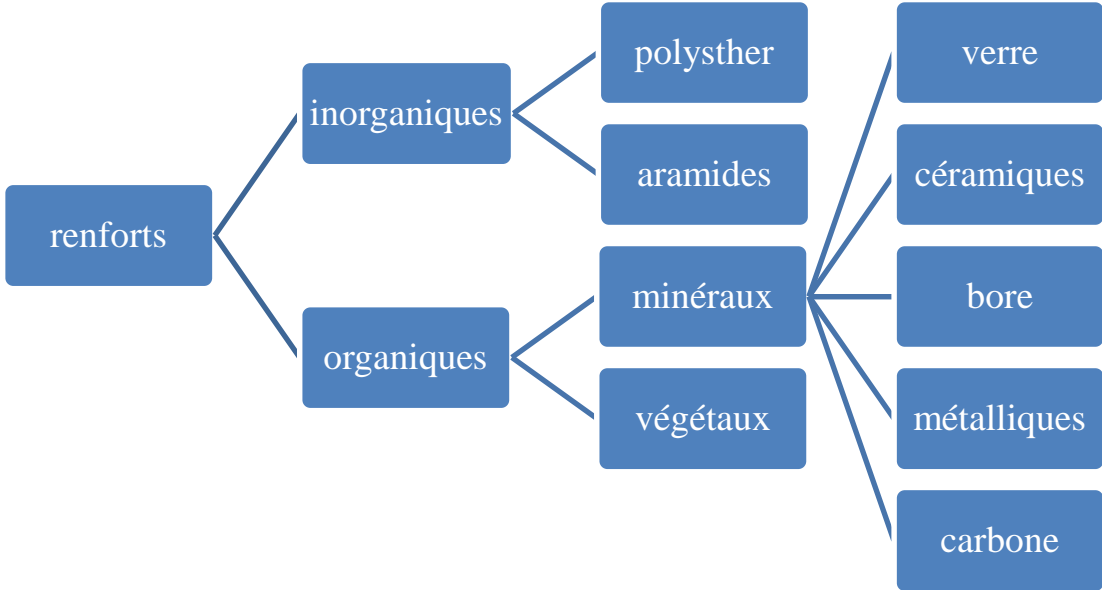 renforts
inorganiques
polysther
aramides
organiques
minéraux
verre
céramiques
bore
métalliques
carbone
végétaux